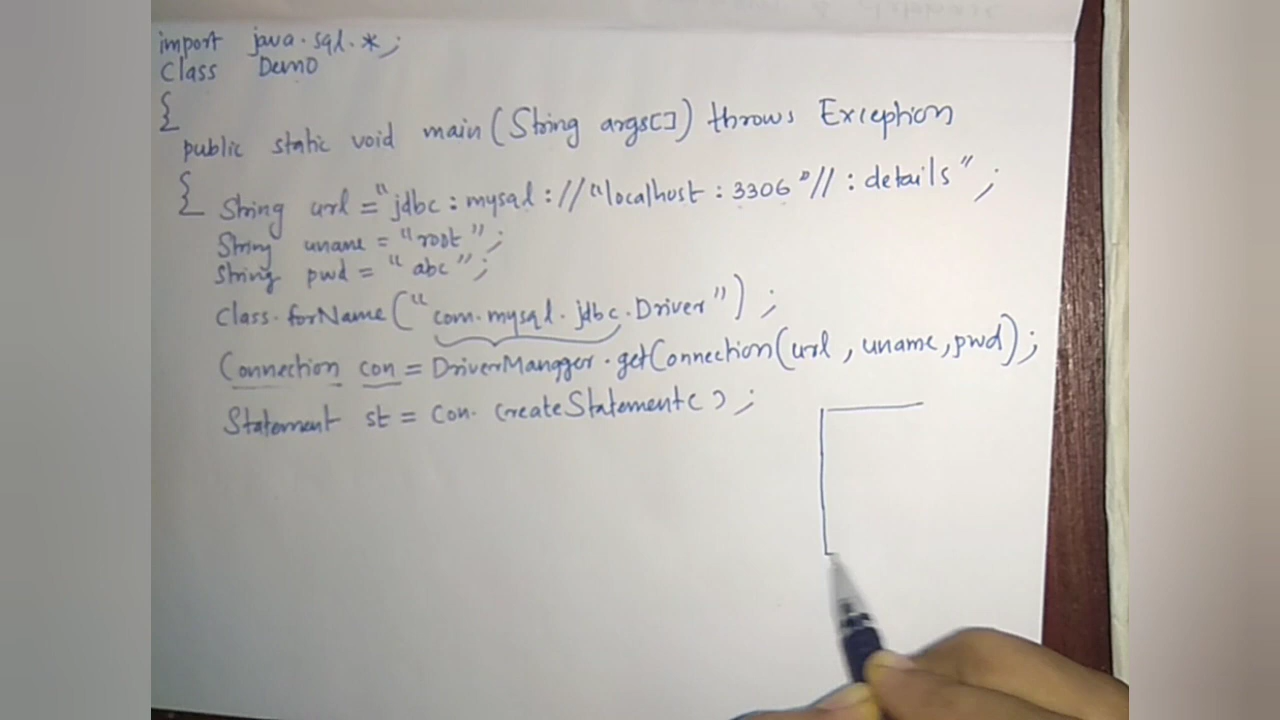 import java.sql.*;
class Demo
{
public static void main(String args[]) throws Exception
{ String url = "jdbc:mysql://"localhost:3306"//:details";
String uname = "root";
String pwd = "abc";
Class.forName("com.mysql.jdbc.Driver");
Connection con = DriverMangger.getConnection(url, uname, pwd);
Statement st = con.createStatement();